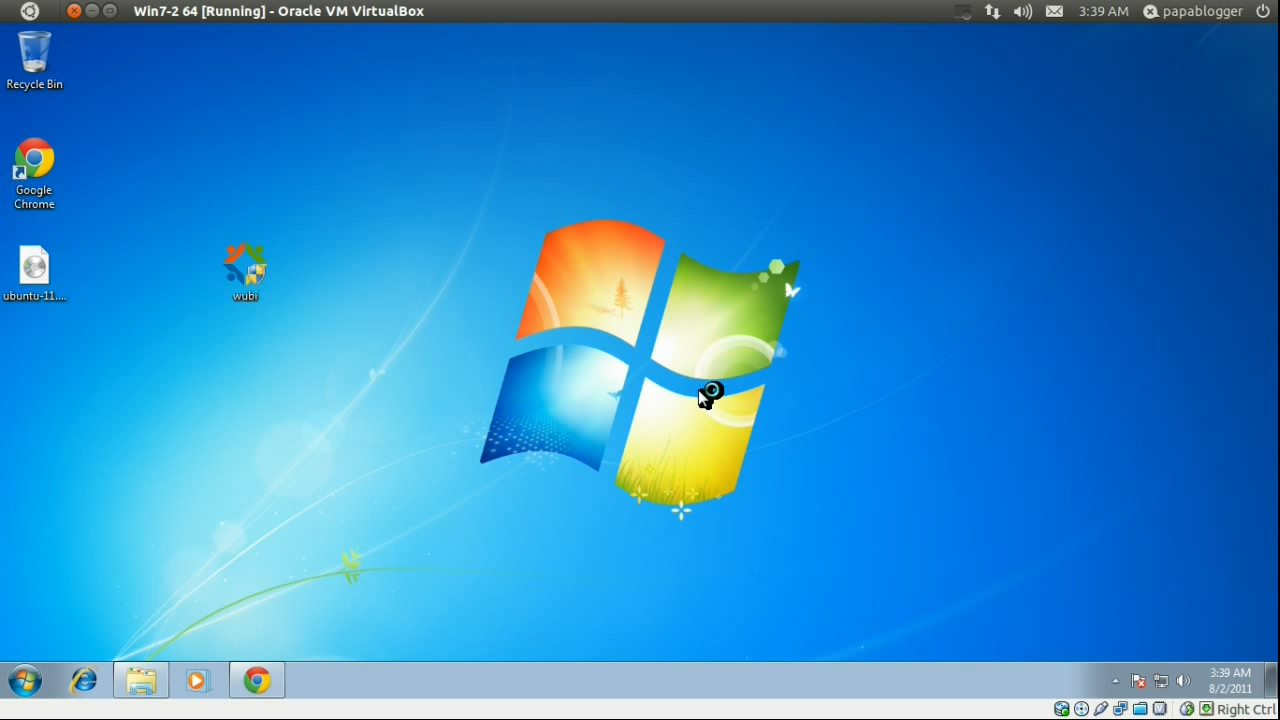 Win7-2 64 [Running] - Oracle VM VirtualBox
3:39 AM
papablogger
Recycle Bin
Google
Chrome
ubuntu-11....
wubi
3:39 AM
8/2/2011
Right Ctrl